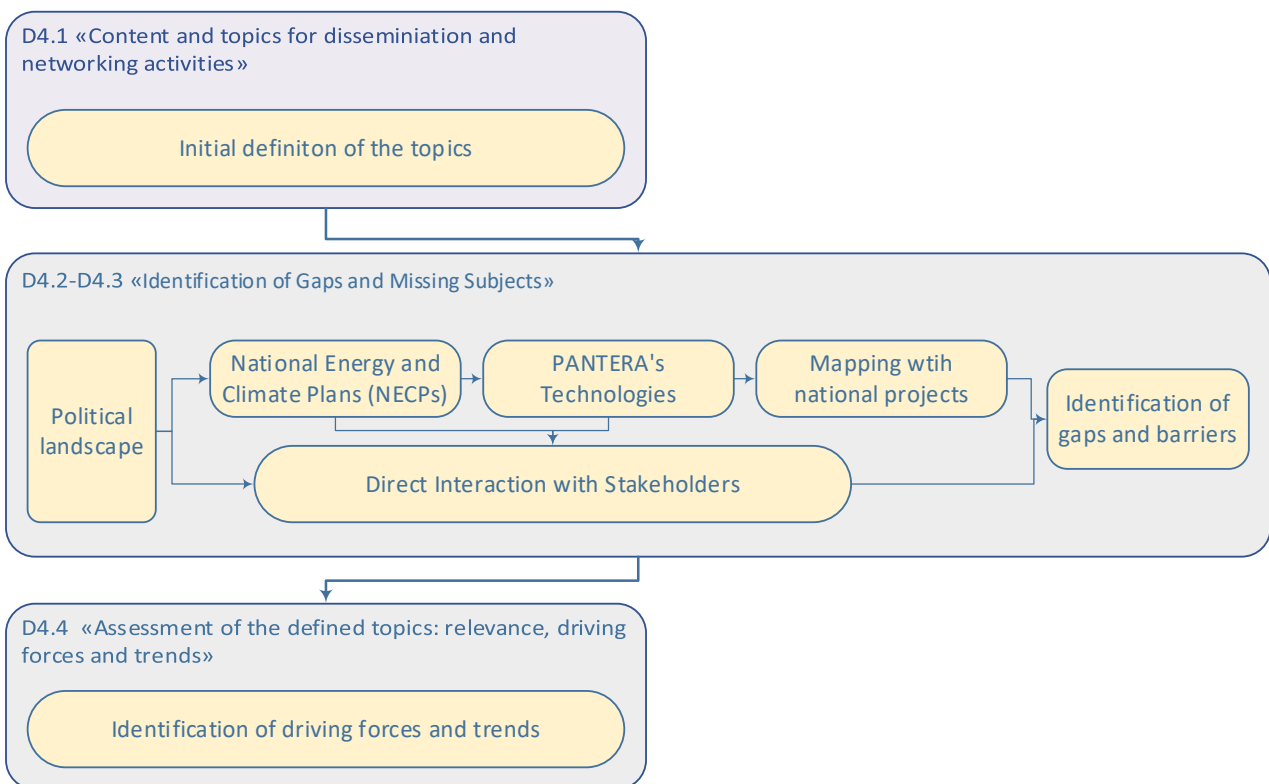 D4.1 «Content and topics for disseminiation and
networking activities»
Initial definiton of the topics
D4.2-D4.3 «Identification of Gaps and Missing Subjects»
Political
landscape
National Energy and
Climate Plans (NECPs)
PANTERA's
Technologies
Mapping wtih
national projects
Identification of
gaps and barriers
Direct Interaction with Stakeholders
D4.4 «Assessment of the defined topics: relevance, driving
forces and trends»
Identification of driving forces and trends